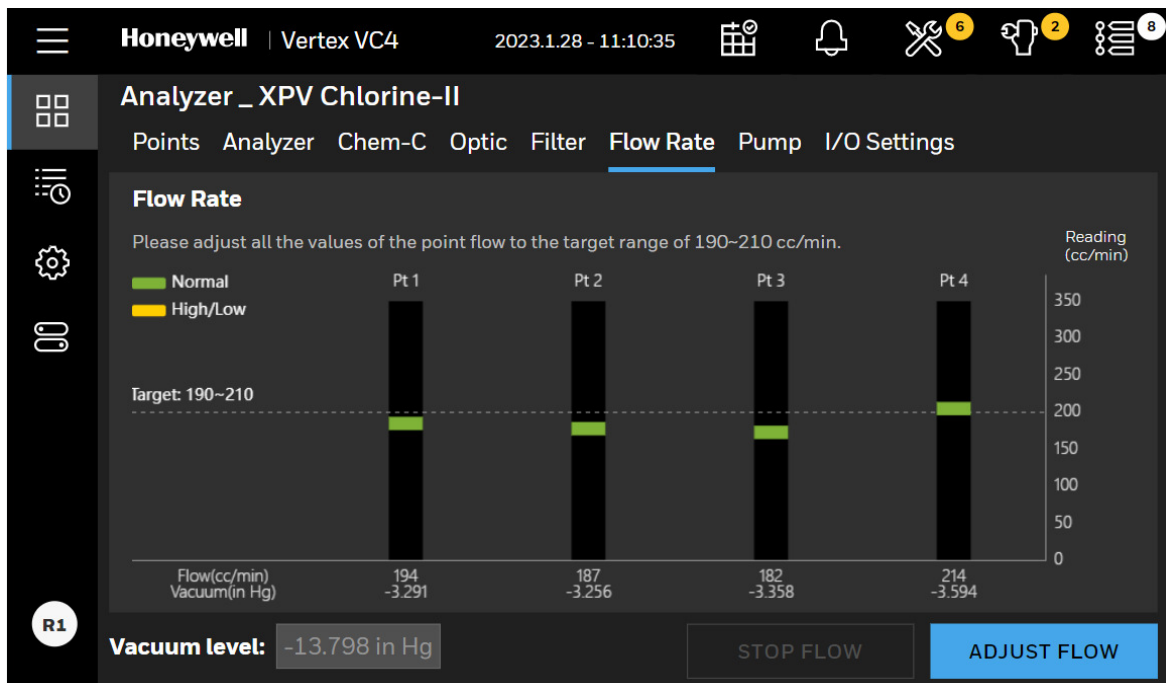 Honeywell | Vertex VC4 2023.1.28 - 11:10:35 6 2 8
Analyzer _ XPV Chlorine-II
Points Analyzer Chem-C Optic Filter Flow Rate Pump I/O Settings
Flow Rate
Please adjust all the values of the point flow to the target range of 190~210 cc/min.
Reading
(cc/min)
Normal
High/Low
Pt 1 Pt 2 Pt 3 Pt 4
350
300
250
Target: 190~210
200
150
100
50
0
Flow(cc/min) 194 187 182 214
Vacuum(in Hg) -3.291 -3.256 -3.358 -3.594
R1
Vacuum level: -13.798 in Hg STOP FLOW ADJUST FLOW